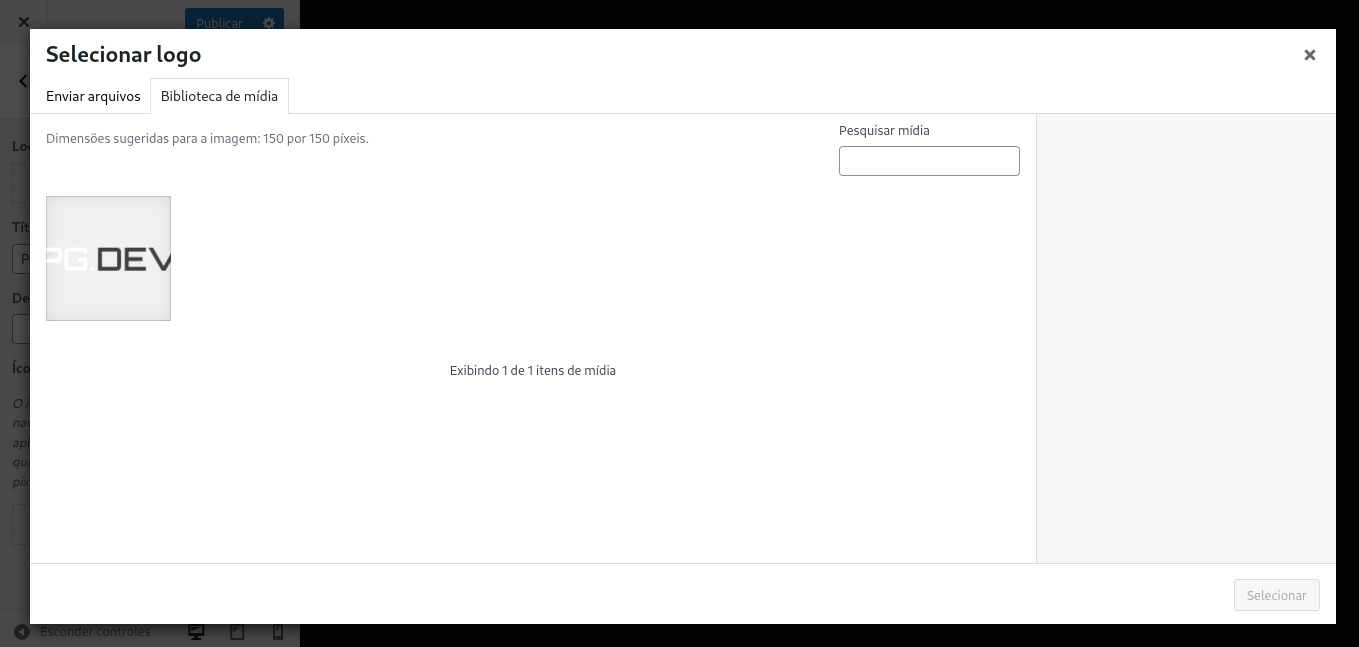 Publicar
Selecionar logo
Enviar arquivos
Biblioteca de mídia
Dimensões sugeridas para a imagem: 150 por 150 píxeis.
Pesquisar mídia
PG.DEV
Exibindo 1 de 1 itens de mídia
Selecionar
Esconder controles